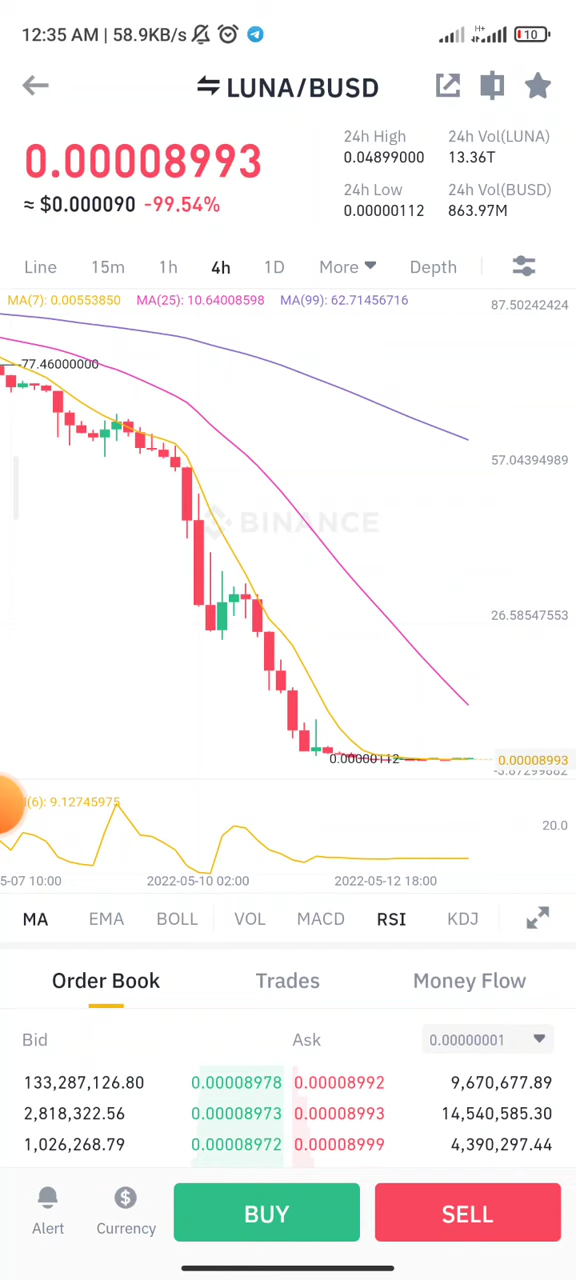 12:35 AM | 58.9KB/s H+ 10
LUNA/BUSD
0.00008993
≈ $0.000090 -99.54%
24h High 24h Vol(LUNA)
0.04899000 13.36T
24h Low 24h Vol(BUSD)
0.00000112 863.97M
Line 15m 1h 4h 1D More Depth
MA(7): 0.00553850 MA(25): 10.64008598 MA(99): 62.71456716
87.50242424
77.46000000
57.04394989
BINANCE
26.58547553
0.00000112
0.00008993
-3.87299882
(6): 9.12745975
20.0
5-07 10:00 2022-05-10 02:00 2022-05-12 18:00
MA EMA BOLL VOL MACD RSI KDJ
Order Book Trades Money Flow
Bid Ask 0.00000001
133,287,126.80 0.00008978 0.00008992 9,670,677.89
2,818,322.56 0.00008973 0.00008993 14,540,585.30
1,026,268.79 0.00008972 0.00008999 4,390,297.44
Alert Currency BUY SELL